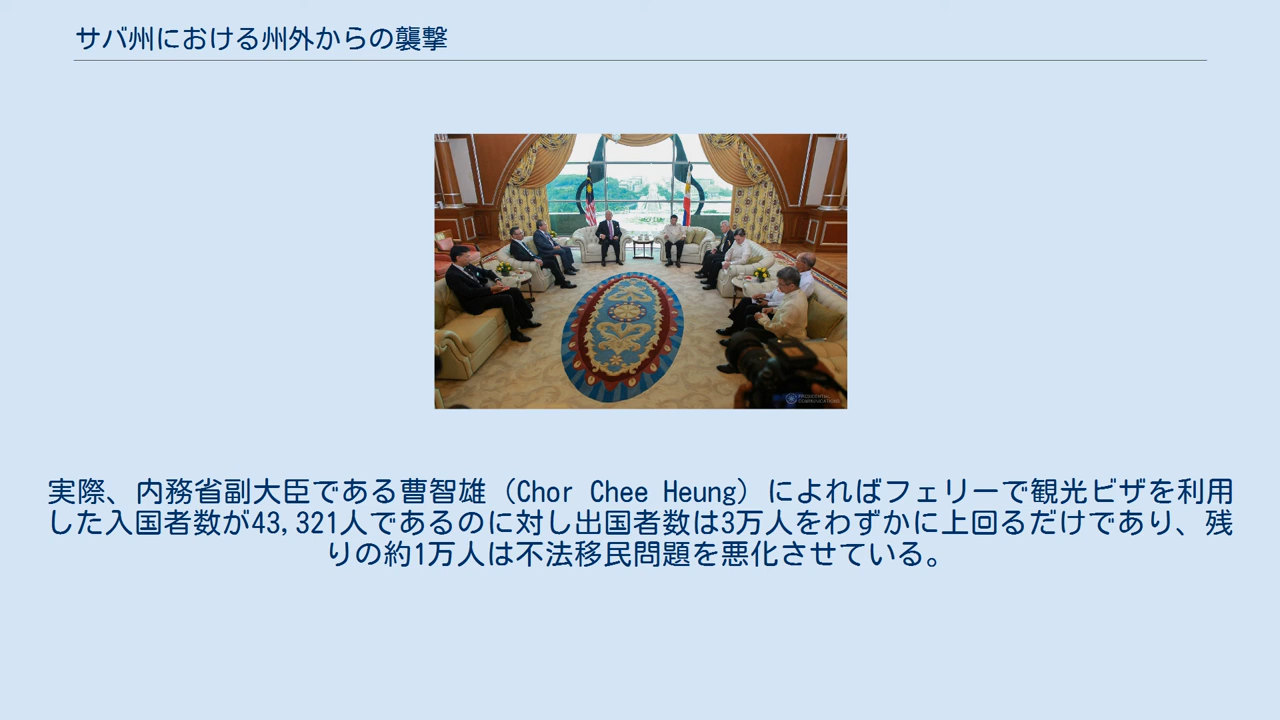 サバ州における州外からの襲撃
PRESIDENTIAL
COMMUNICATIONS
実際、内務省副大臣である曹智雄（Chor Chee Heung）によればフェリーで観光ビザを利用
した入国者数が43,321人であるのに対し出国者数は3万人をわずかに上回るだけであり、残
りの約1万人は不法移民問題を悪化させている。